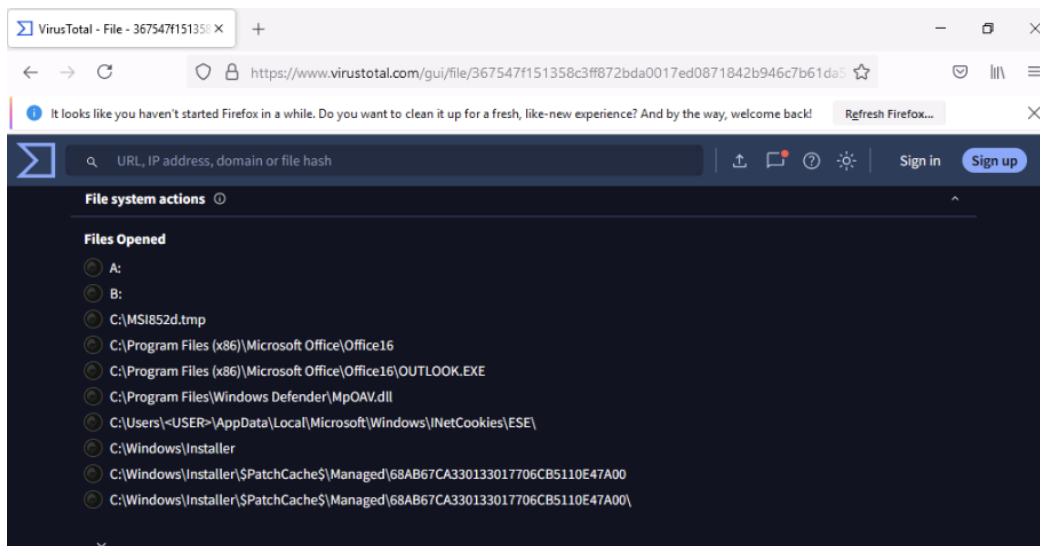 VirusTotal - File - 367547f151358
https://www.virustotal.com/gui/file/367547f151358c3ff872bda0017ed0871842b946c7b61da5
It looks like you haven't started Firefox in a while. Do you want to clean it up for a fresh, like-new experience? And by the way, welcome back! Refresh Firefox...
URL, IP address, domain or file hash Sign in Sign up
File system actions
Files Opened
A:
B:
C:\MSI852d.tmp
C:\Program Files (x86)\Microsoft Office\Office16
C:\Program Files (x86)\Microsoft Office\Office16\OUTLOOK.EXE
C:\Program Files\Windows Defender\MpOAV.dll
C:\Users\<USER>\AppData\Local\Microsoft\Windows\INetCookies\ESE\
C:\Windows\Installer
C:\Windows\Installer\$PatchCache$\Managed\68AB67CA330133017706CB5110E47A00
C:\Windows\Installer\$PatchCache$\Managed\68AB67CA330133017706CB5110E47A00\